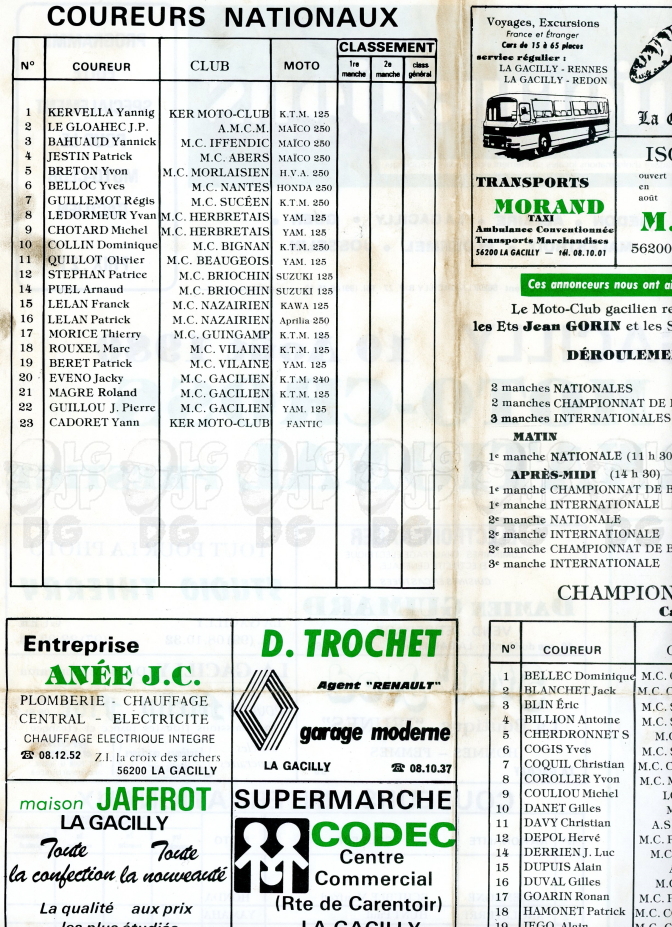 COUREURS NATIONAUX
CLASSEMENT
N° COUREUR CLUB MOTO 1re manche 2e manche class général
1 KERVELLA Yannig KER MOTO-CLUB K.T.M. 125
2 LE GLOAHEC J.P. A.M.C.M. MAÏCO 250
3 BAHUAUD Yannick M.C. IFFENDIC MAÏCO 250
4 JESTIN Patrick M.C. ABERS MAÏCO 250
5 BRETON Yvon M.C. MORLAISIEN H.V.A. 250
6 BELLOC Yves M.C. NANTES HONDA 250
7 GUILLEMOT Régis M.C. SUCÉEN K.T.M. 250
8 LEDORMEUR Yvan M.C. HERBRETAIS YAM. 125
9 CHOTARD Michel M.C. HERBRETAIS YAM. 125
10 COLLIN Dominique M.C. BIGNAN K.T.M. 250
11 QUILLOT Olivier M.C. BEAUGEOIS YAM. 125
12 STEPHAN Patrice M.C. BRIOCHIN SUZUKI 125
14 PUEL Arnaud M.C. BRIOCHIN SUZUKI 125
15 LELAN Franck M.C. NAZAIRIEN KAWA 125
16 LELAN Patrick M.C. NAZAIRIEN Aprilia 250
17 MORICE Thierry M.C. GUINGAMP K.T.M. 125
18 ROUXEL Marc M.C. VILAINE K.T.M. 125
19 BERET Patrick M.C. VILAINE YAM. 125
20 EVENO Jacky M.C. GACILIEN K.T.M. 240
21 MAGRE Roland M.C. GACILIEN K.T.M. 125
22 GUILLOU J. Pierre M.C. GACILIEN YAM. 125
23 CADORET Yann KER MOTO-CLUB FANTIC
LG JP DG
Entreprise
ANÉE J.C.
PLOMBERIE - CHAUFFAGE
CENTRAL - ELECTRICITE
CHAUFFAGE ELECTRIQUE INTEGRE
☎ 08.12.52 Z.I. la croix des archers
56200 LA GACILLY
D. TROCHET
Agent "RENAULT"
garage moderne
LA GACILLY ☎ 08.10.37
maison JAFFROT
LA GACILLY
Toute Toute
la confection la nouveauté
La qualité aux prix
les plus étudiés
SUPERMARCHE
CODEC
Centre
Commercial
(Rte de Carentoir)
LA GACILLY
Voyages, Excursions
France et Étranger
Cars de 15 à 65 places
service régulier :
LA GACILLY - RENNES
LA GACILLY - REDON
TRANSPORTS
MORAND
TAXI
Ambulance Conventionnée
Transports Marchandises
56200 LA GACILLY — tél. 08.10.01
La
ISO
ouvert
en
août
M.
56200
Ces annonceurs nous ont ai
Le Moto-Club gacilien re
les Ets Jean GORIN et les S
DÉROULEME
2 manches NATIONALES
2 manches CHAMPIONNAT DE
3 manches INTERNATIONALES
MATIN
1e manche NATIONALE (11 h 30
APRÈS-MIDI (14 h 30)
1e manche CHAMPIONNAT DE B
1e manche INTERNATIONALE
2e manche NATIONALE
2e manche INTERNATIONALE
2e manche CHAMPIONNAT DE B
3e manche INTERNATIONALE
CHAMPION
Ca
N° COUREUR
1 BELLEC Dominique M.C.
2 BLANCHET Jack M.C.
3 BLIN Éric M.C.
4 BILLION Antoine M.C.
5 CHERDRONNET S
6 COGIS Yves M.C.
7 COQUIL Christian M.C.
8 COROLLER Yvon M.C.
9 COULIOU Michel
10 DANET Gilles
11 DAVY Christian A.S
12 DEPOL Hervé M.C.
14 DERRIEN J. Luc M.C
15 DUPUIS Alain
16 DUVAL Gilles
17 GOARIN Ronan M.C.
18 HAMONET Patrick M.C.
19 JEGO Alain